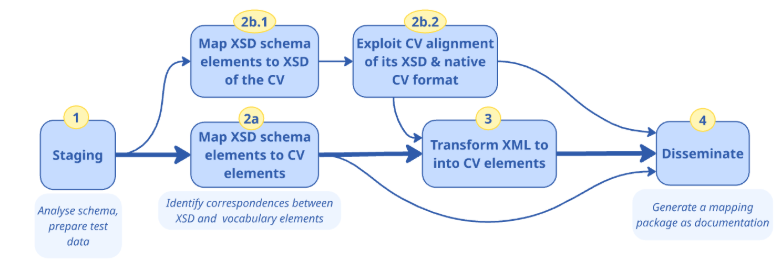 2b.1
Map XSD schema
elements to XSD
of the CV
2b.2
Exploit CV alignment
of its XSD & native
CV format
1
Staging
Analyse schema,
prepare test
data
2a
Map XSD schema
elements to CV
elements
Identify correspondences between
XSD and vocabulary elements
3
Transform XML to
into CV elements
4
Disseminate
Generate a mapping
package as documentation